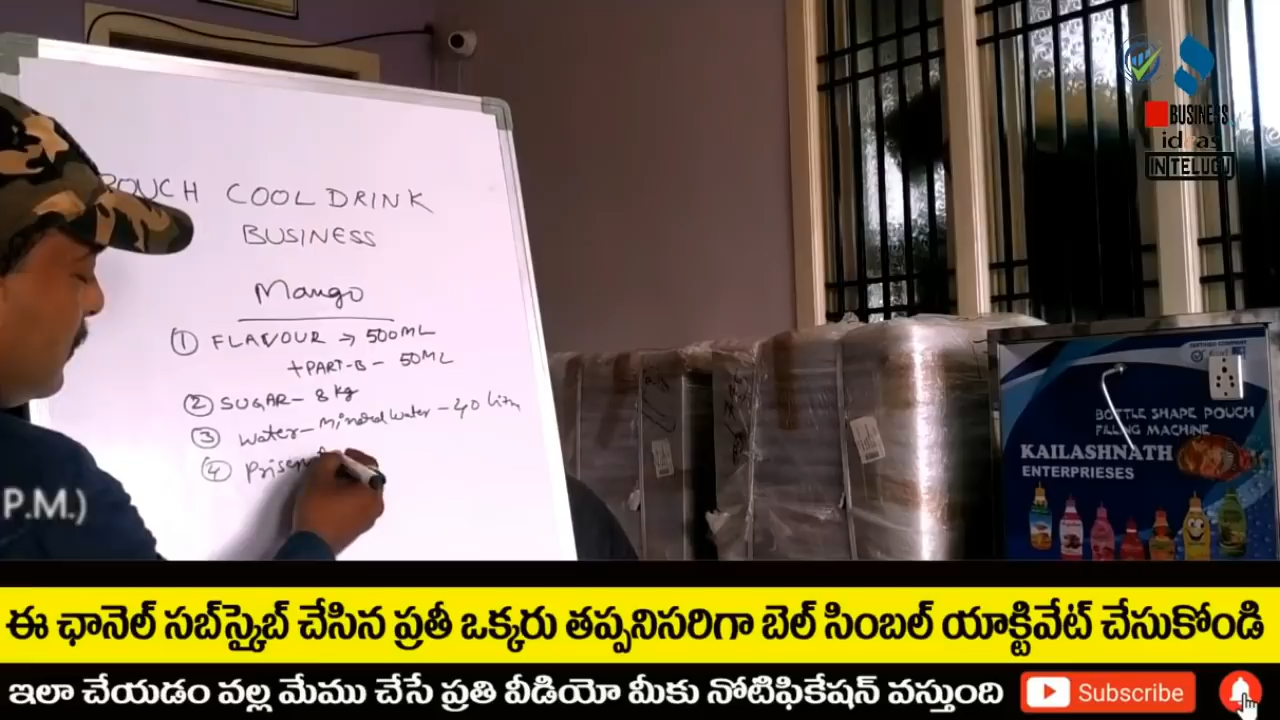 BUSINESS
ideas
IN TELUGU
POUCH COOL DRINK
BUSINESS
Mango
① FLAVOUR → 500ML
+PART-B - 50ML
② SUGAR - 8 kg
③ Water - Mineral Water - 40 litr
④
P.M.)
BOTTLE SHAPE POUCH
FILLING MACHINE
KAILASHNATH
ENTERPRIESES
ఈ ఛానెల్ సబ్‌స్క్రైబ్ చేసిన ప్రతీ ఒక్కరు తప్పనిసరిగా బెల్ సింబల్ యాక్టివేట్ చేసుకోండి
ఇలా చేయడం వల్ల మేము చేసే ప్రతి వీడియో మీకు నోటిఫికేషన్ వస్తుంది
Subscribe